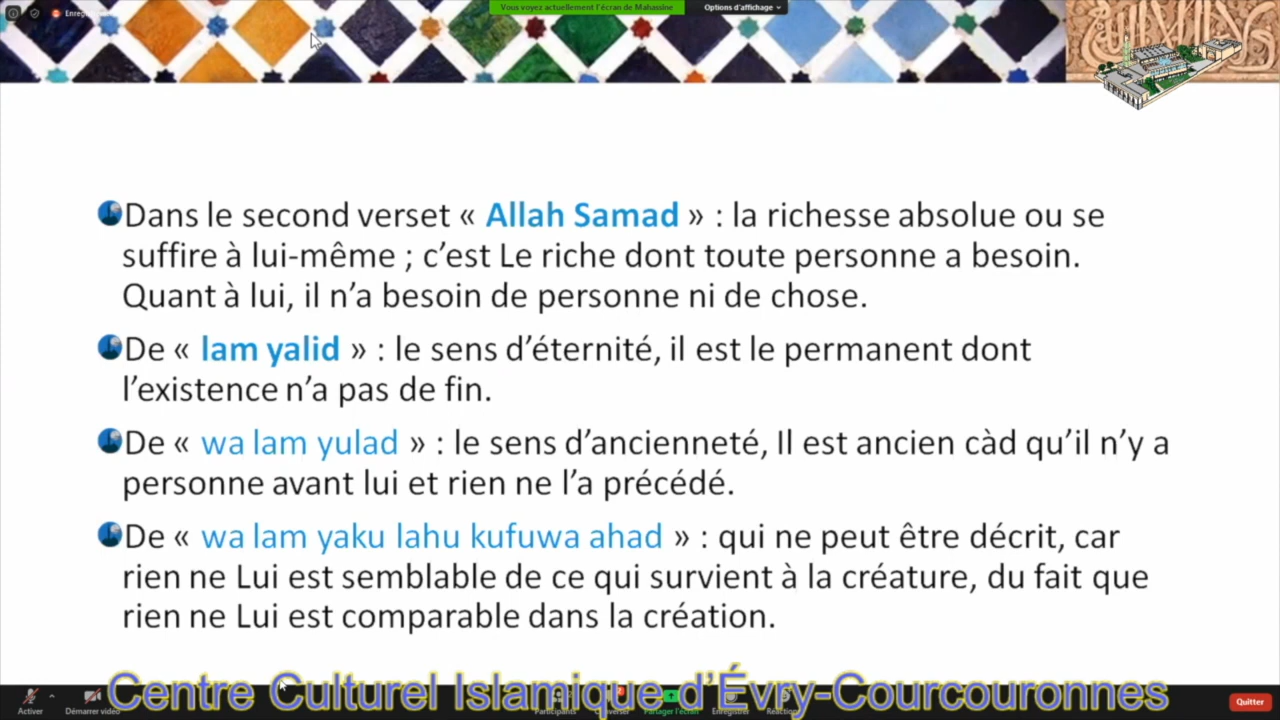 Enregistrement
Vous voyez actuellement l'écran de Mahassine
Options d'affichage
Dans le second verset « Allah Samad » : la richesse absolue ou se
suffire à lui-même ; c'est Le riche dont toute personne a besoin.
Quant à lui, il n'a besoin de personne ni de chose.
De « lam yalid » : le sens d'éternité, il est le permanent dont
l'existence n'a pas de fin.
De « wa lam yulad » : le sens d'ancienneté, Il est ancien càd qu'il n'y a
personne avant lui et rien ne l'a précédé.
De « wa lam yaku lahu kufuwa ahad » : qui ne peut être décrit, car
rien ne Lui est semblable de ce qui survient à la créature, du fait que
rien ne Lui est comparable dans la création.
Centre Culturel Islamique d'Évry-Courcouronnes
Activer
Démarrer vidéo
Participants
Converser
Partager l'écran
Enregistrer
Réactions
Quitter